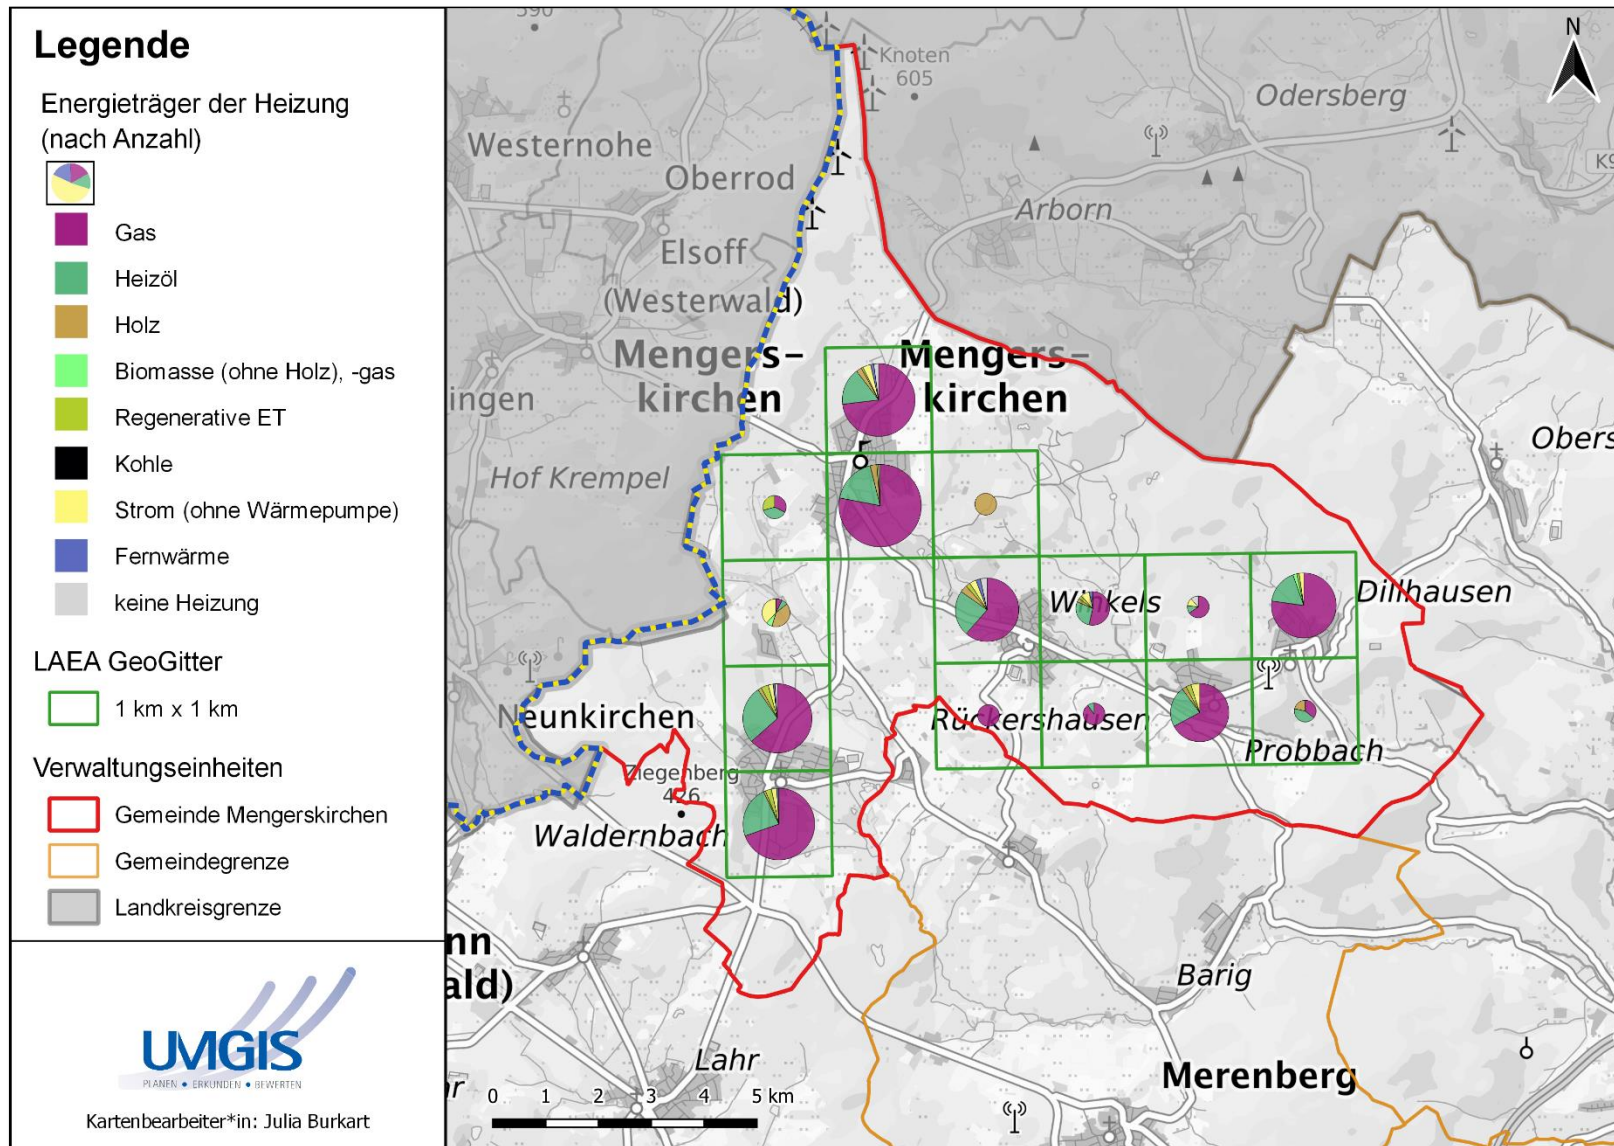 Legende
Energieträger der Heizung
(nach Anzahl)
Gas
Heizöl
Holz
Biomasse (ohne Holz), -gas
Regenerative ET
Kohle
Strom (ohne Wärmepumpe)
Fernwärme
keine Heizung
LAEA GeoGitter
1 km x 1 km
Verwaltungseinheiten
Gemeinde Mengerskirchen
Gemeindegrenze
Landkreisgrenze
UMGIS
PLANEN • ERKUNDEN • BEWERTEN
Kartenbearbeiter*in: Julia Burkart
N
Knoten
605
Odersberg
Westernohe
Oberrod
Arborn
Elsoff
(Westerwald)
Mengers-
kirchen
Mengers-
kirchen
ingen
Obers
Hof Krempel
Winkels
Dillhausen
Neunkirchen
Rückershausen
Probbach
Ziegenberg
426
Waldernbach
nn
ald)
Barig
Lahr
Merenberg
0 1 2 3 4 5 km